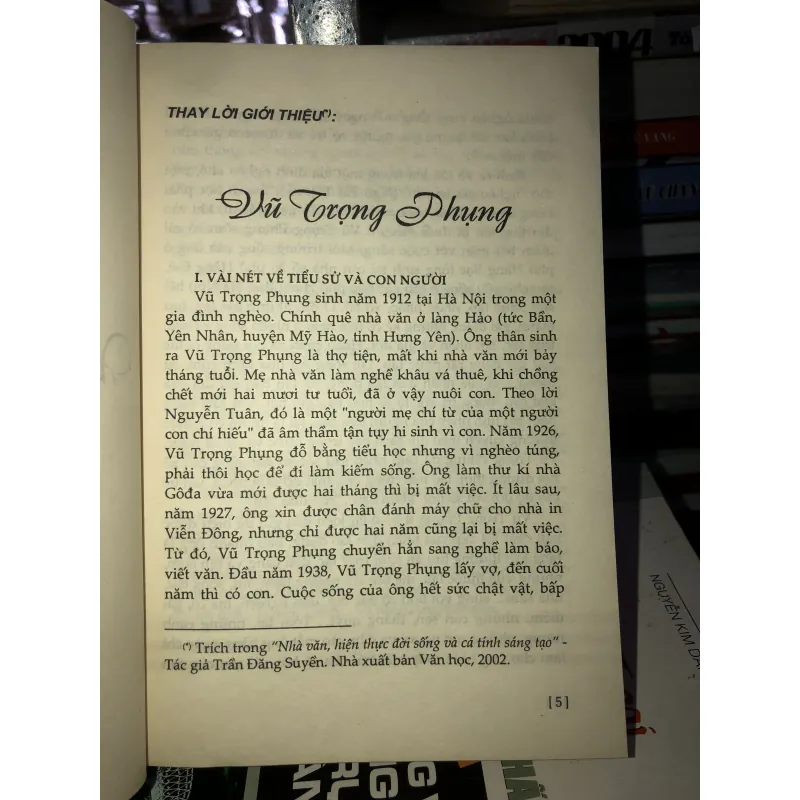 THAY LỜI GIỚI THIỆU(*):
Vũ Trọng Phụng
I. VÀI NÉT VỀ TIỂU SỬ VÀ CON NGƯỜI
Vũ Trọng Phụng sinh năm 1912 tại Hà Nội trong một
gia đình nghèo. Chính quê nhà văn ở làng Hảo (tức Bần,
Yên Nhân, huyện Mỹ Hào, tỉnh Hưng Yên). Ông thân sinh
ra Vũ Trọng Phụng là thợ tiện, mất khi nhà văn mới bảy
tháng tuổi. Mẹ nhà văn làm nghề khâu vá thuê, khi chồng
chết mới hai mươi tư tuổi, đã ở vậy nuôi con. Theo lời
Nguyễn Tuân, đó là một "người mẹ chí từ của một người
con chí hiếu" đã âm thầm tận tụy hi sinh vì con. Năm 1926,
Vũ Trọng Phụng đỗ bằng tiểu học nhưng vì nghèo túng,
phải thôi học để đi làm kiếm sống. Ông làm thư kí nhà
Gôđa vừa mới được hai tháng thì bị mất việc. Ít lâu sau,
năm 1927, ông xin được chân đánh máy chữ cho nhà in
Viễn Đông, nhưng chỉ được hai năm cũng lại bị mất việc.
Từ đó, Vũ Trọng Phụng chuyển hẳn sang nghề làm báo,
viết văn. Đầu năm 1938, Vũ Trọng Phụng lấy vợ, đến cuối
năm thì có con. Cuộc sống của ông hết sức chật vật, bấp
(*) Trích trong "Nhà văn, hiện thực đời sống và cá tính sáng tạo" -
Tác giả Trần Đăng Suyền. Nhà xuất bản Văn học, 2002.
[ 5 ]
NGUYỄN KIM